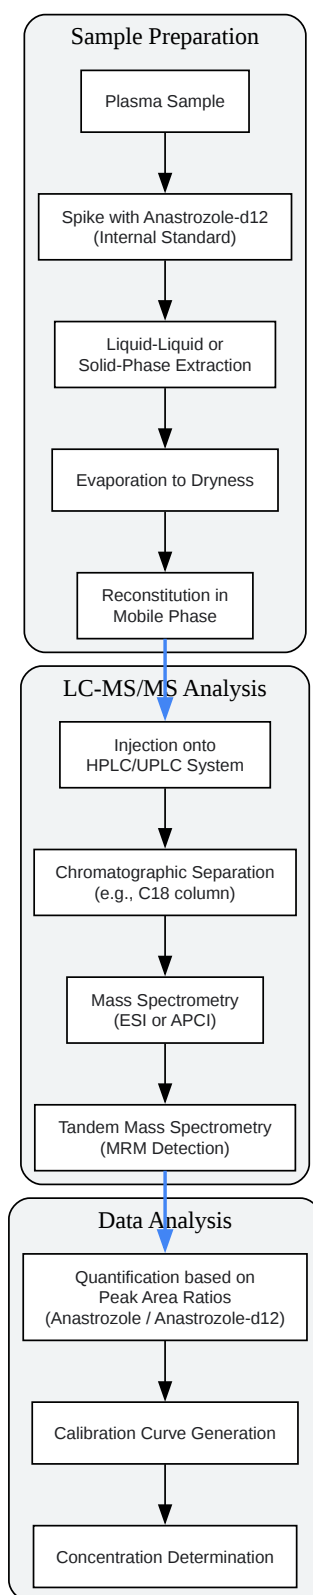 Sample Preparation
Plasma Sample
Spike with Anastrozole-d12
(Internal Standard)
Liquid-Liquid or
Solid-Phase Extraction
Evaporation to Dryness
Reconstitution in
Mobile Phase
LC-MS/MS Analysis
Injection onto
HPLC/UPLC System
Chromatographic Separation
(e.g., C18 column)
Mass Spectrometry
(ESI or APCI)
Tandem Mass Spectrometry
(MRM Detection)
Data Analysis
Quantification based on
Peak Area Ratios
(Anastrozole / Anastrozole-d12)
Calibration Curve Generation
Concentration Determination